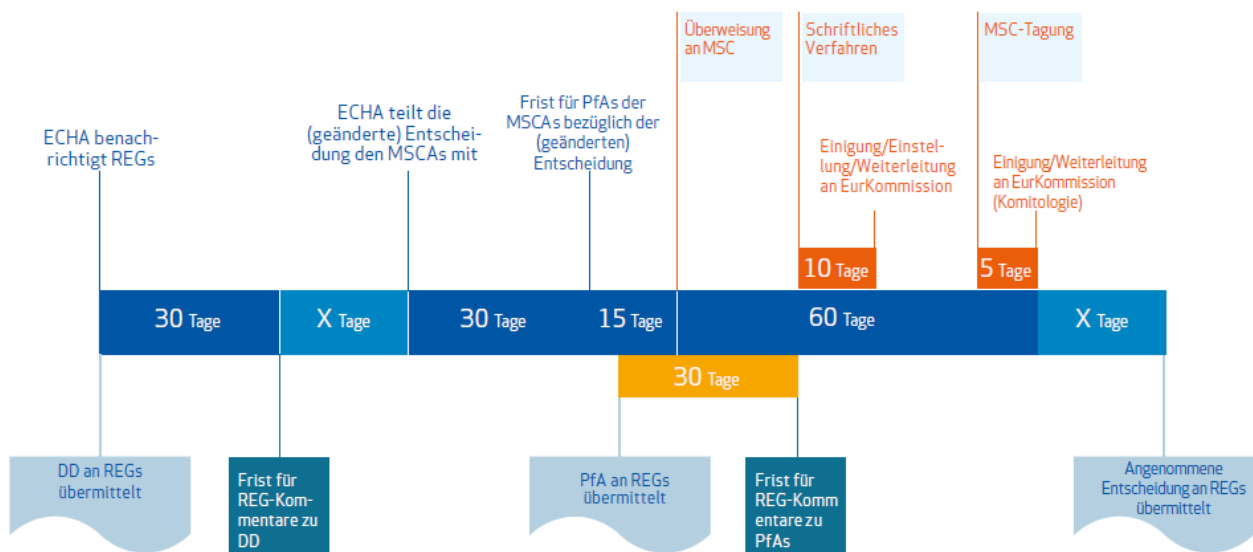 Überweisung
an MSC
Schriftliches
Verfahren
MSC-Tagung
ECHA benach-
richtigt REGs
ECHA teilt die
(geänderte) Entschei-
dung den MSCAs mit
Frist für PfAs der
MSCAs bezüglich der
(geänderten)
Entscheidung
Einigung/Einstel-
lung/Weiterleitung
an EurKommission
Einigung/Weiterleitung
an EurKommission
(Komitologie)
10 Tage
5 Tage
30 Tage
X Tage
30 Tage
15 Tage
60 Tage
X Tage
30 Tage
DD an REGs
übermittelt
Frist für
REG-Kom-
mentare zu
DD
PfA an REGs
übermittelt
Frist für
REG-Komm
entare zu
PfAs
Angenommene
Entscheidung an REGs
übermittelt